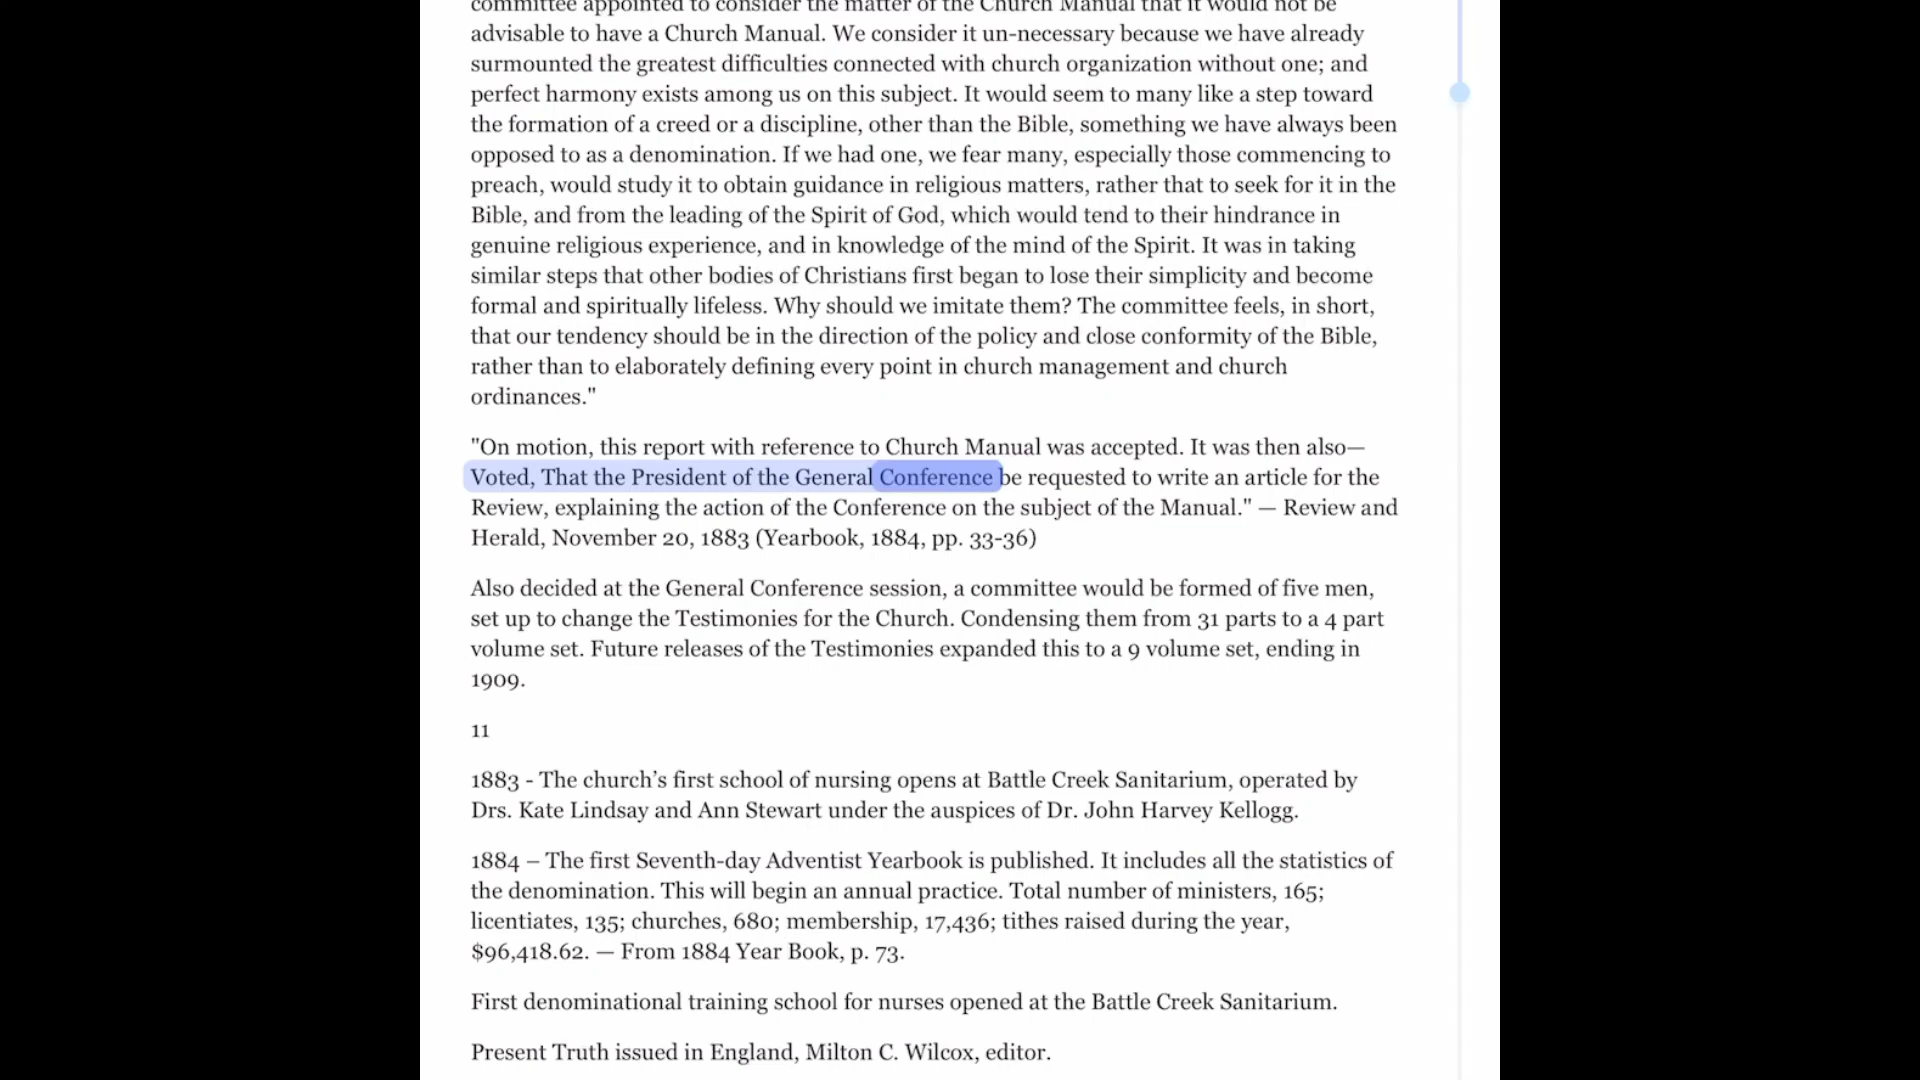 committee appointed to consider the matter of the Church Manual that it would not be
advisable to have a Church Manual. We consider it un-necessary because we have already
surmounted the greatest difficulties connected with church organization without one; and
perfect harmony exists among us on this subject. It would seem to many like a step toward
the formation of a creed or a discipline, other than the Bible, something we have always been
opposed to as a denomination. If we had one, we fear many, especially those commencing to
preach, would study it to obtain guidance in religious matters, rather that to seek for it in the
Bible, and from the leading of the Spirit of God, which would tend to their hindrance in
genuine religious experience, and in knowledge of the mind of the Spirit. It was in taking
similar steps that other bodies of Christians first began to lose their simplicity and become
formal and spiritually lifeless. Why should we imitate them? The committee feels, in short,
that our tendency should be in the direction of the policy and close conformity of the Bible,
rather than to elaborately defining every point in church management and church
ordinances."
"On motion, this report with reference to Church Manual was accepted. It was then also—
Voted, That the President of the General Conference be requested to write an article for the
Review, explaining the action of the Conference on the subject of the Manual." — Review and
Herald, November 20, 1883 (Yearbook, 1884, pp. 33-36)
Also decided at the General Conference session, a committee would be formed of five men,
set up to change the Testimonies for the Church. Condensing them from 31 parts to a 4 part
volume set. Future releases of the Testimonies expanded this to a 9 volume set, ending in
1909.
11
1883 - The church’s first school of nursing opens at Battle Creek Sanitarium, operated by
Drs. Kate Lindsay and Ann Stewart under the auspices of Dr. John Harvey Kellogg.
1884 – The first Seventh-day Adventist Yearbook is published. It includes all the statistics of
the denomination. This will begin an annual practice. Total number of ministers, 165;
licentiates, 135; churches, 680; membership, 17,436; tithes raised during the year,
$96,418.62. — From 1884 Year Book, p. 73.
First denominational training school for nurses opened at the Battle Creek Sanitarium.
Present Truth issued in England, Milton C. Wilcox, editor.